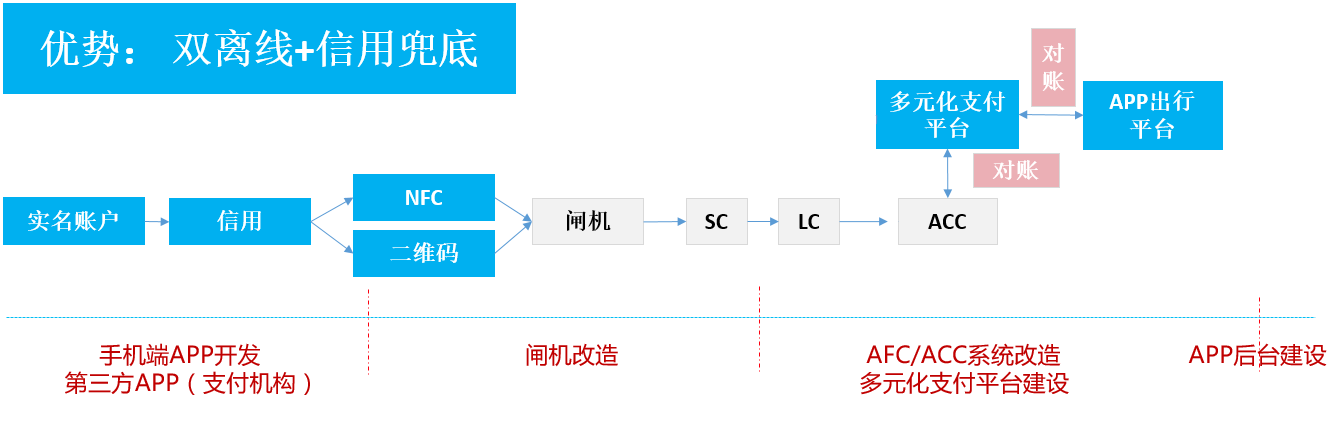 优势： 双离线+信用兜底
对
账
多元化支付
平台
APP出行
平台
对账
实名账户
信用
NFC
二维码
闸机
SC
LC
ACC
手机端APP开发
第三方APP（支付机构）
闸机改造
AFC/ACC系统改造
多元化支付平台建设
APP后台建设